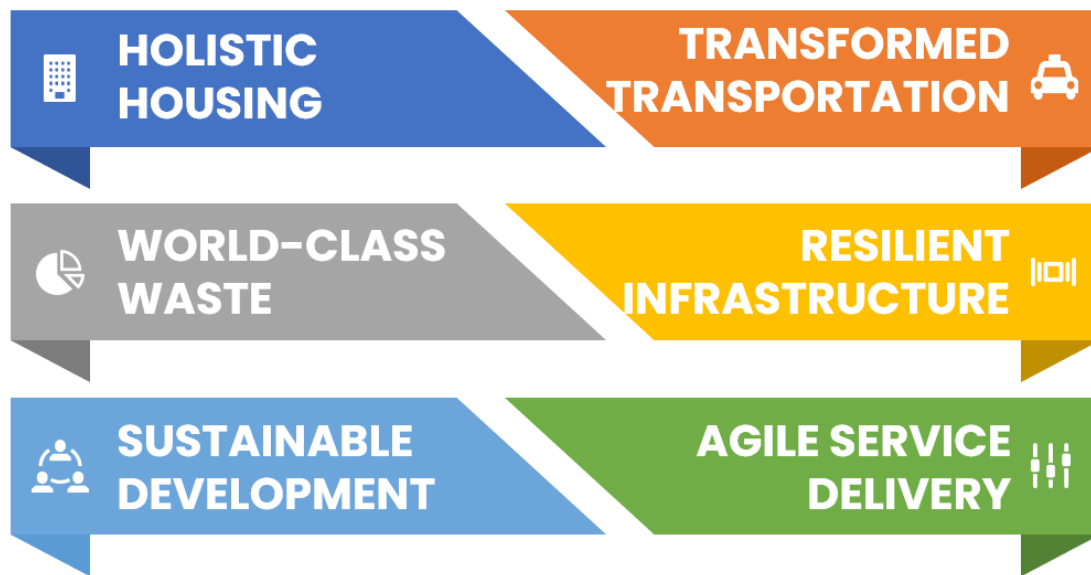 HOLISTIC
HOUSING
TRANSFORMED
TRANSPORTATION
WORLD-CLASS
WASTE
RESILIENT
INFRASTRUCTURE
SUSTAINABLE
DEVELOPMENT
AGILE SERVICE
DELIVERY